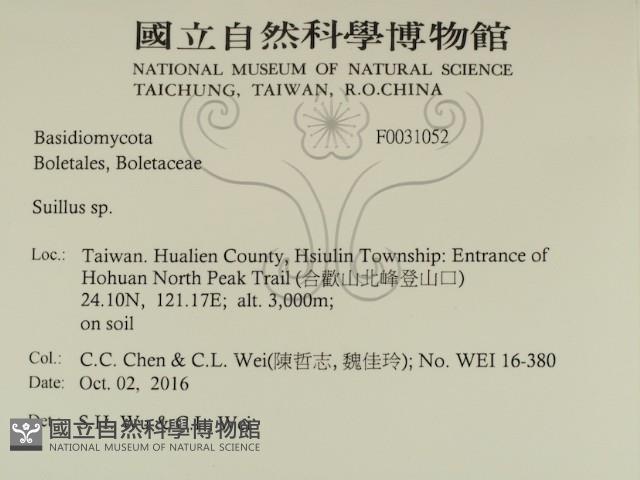 國立自然科學博物館
NATIONAL MUSEUM OF NATURAL SCIENCE
TAICHUNG, TAIWAN, R.O.CHINA
Basidiomycota F0031052
Boletales, Boletaceae
Suillus sp.
Loc.: Taiwan. Hualien County, Hsiulin Township: Entrance of
Hohuan North Peak Trail (合歡山北峰登山口)
24.10N, 121.17E; alt. 3,000m;
on soil
Col.: C.C. Chen & C.L. Wei(陳哲志, 魏佳玲); No. WEI 16-380
Date: Oct. 02, 2016
Det.: S.H. Wu & C.L. Wei
國立自然科學博物館
NATIONAL MUSEUM OF NATURAL SCIENCE